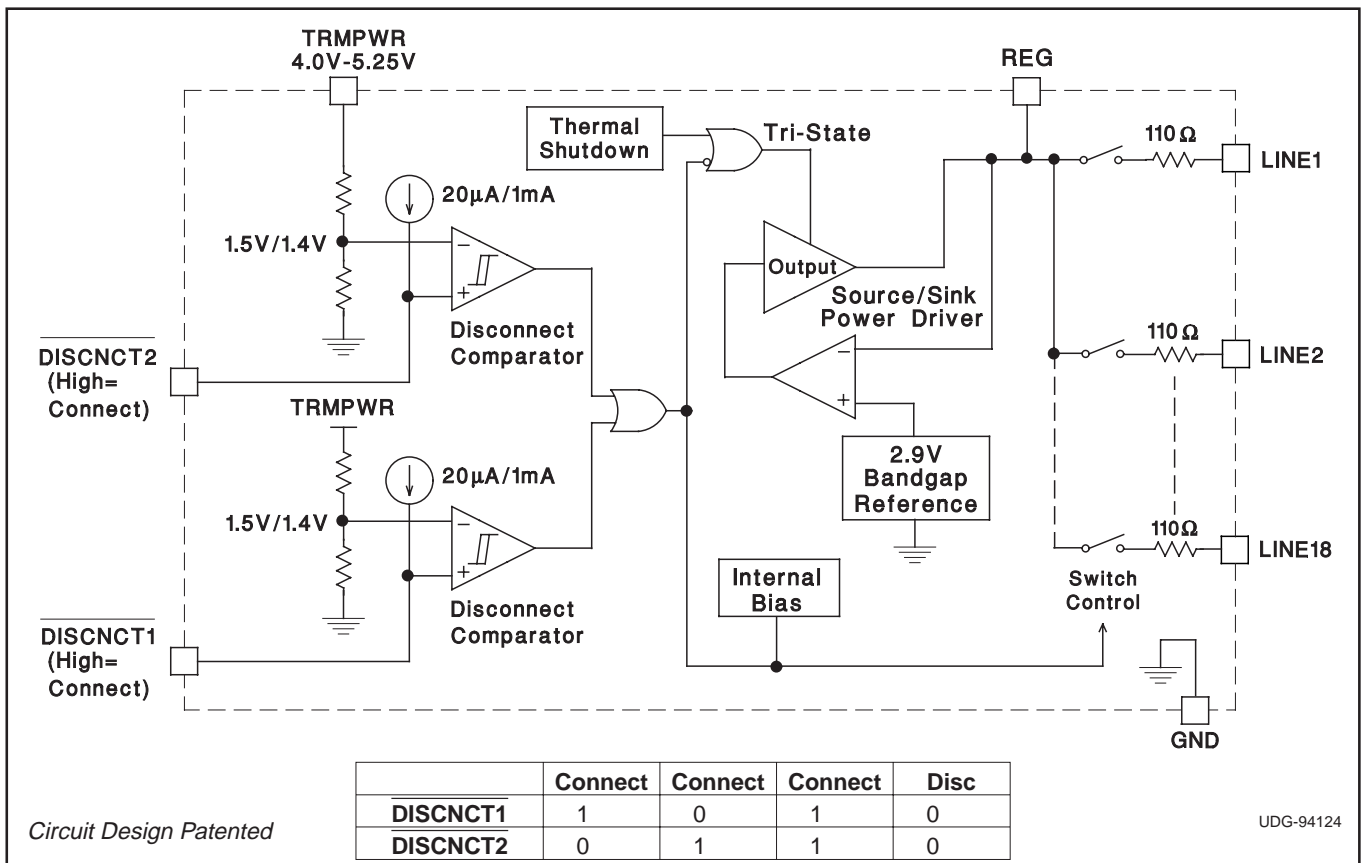 TRMPWR
4.0V-5.25V
REG
Thermal
Shutdown
Tri-State
110 Ω
LINE1
20μA/1mA
1.5V/1.4V
−
+
Output
Source/Sink
Power Driver
Disconnect
Comparator
DISCNCT2
(High=
Connect)
−
+
110 Ω
LINE2
TRMPWR
2.9V
Bandgap
Reference
20μA/1mA
1.5V/1.4V
−
+
110Ω
LINE18
Disconnect
Comparator
Internal
Bias
Switch
Control
DISCNCT1
(High=
Connect)
GND
Connect Connect Connect Disc
DISCNCT1 1 0 1 0
DISCNCT2 0 1 1 0
Circuit Design Patented
UDG-94124